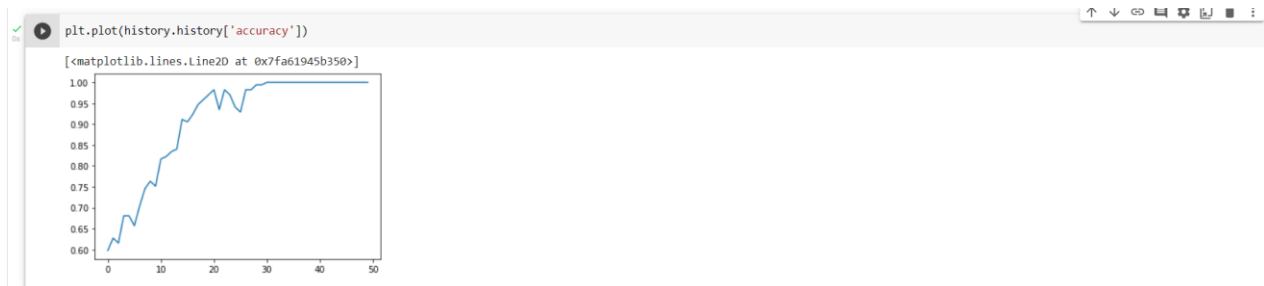 plt.plot(history.history['accuracy'])
0s
[<matplotlib.lines.Line2D at 0x7fa61945b350>]
1.00
0.95
0.90
0.85
0.80
0.75
0.70
0.65
0.60
0 10 20 30 40 50